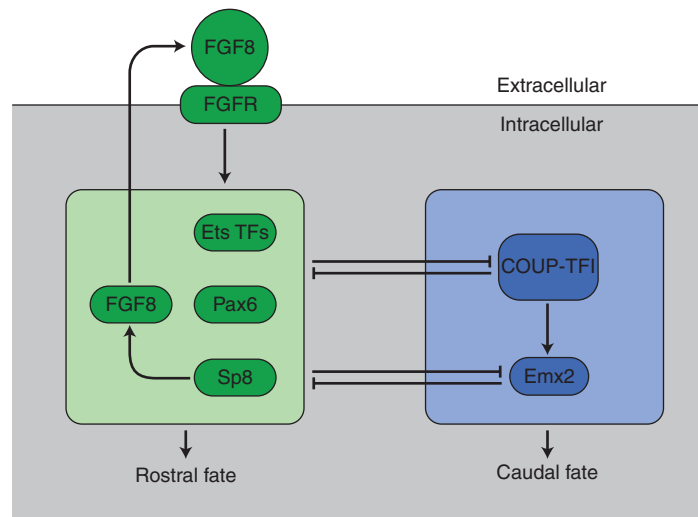 FGF8
FGFR
Extracellular
Intracellular
Ets TFs
COUP-TFI
FGF8
Pax6
Sp8
Emx2
Rostral fate
Caudal fate